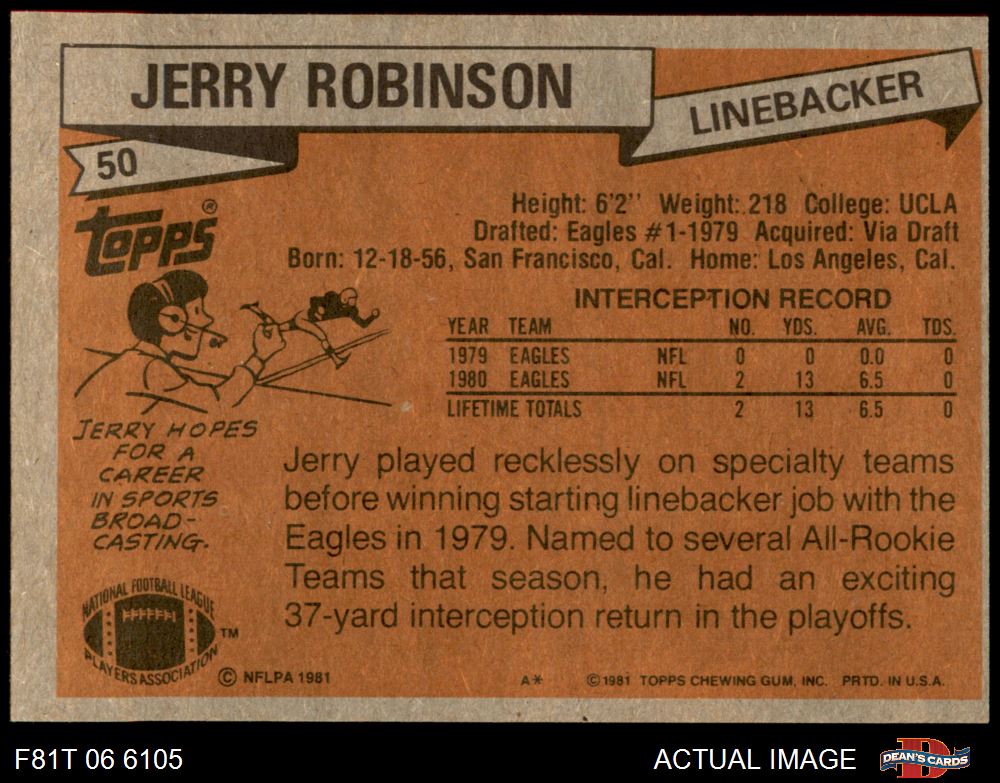 JERRY ROBINSON
LINEBACKER
50
topps®
Height: 6'2'' Weight: 218 College: UCLA
Drafted: Eagles #1-1979 Acquired: Via Draft
Born: 12-18-56, San Francisco, Cal. Home: Los Angeles, Cal.
INTERCEPTION RECORD
YEAR TEAM NO. YDS. AVG. TDS.
1979 EAGLES NFL 0 0 0.0 0
1980 EAGLES NFL 2 13 6.5 0
LIFETIME TOTALS 2 13 6.5 0
JERRY HOPES
FOR A
CAREER
IN SPORTS
BROAD-
CASTING.
Jerry played recklessly on specialty teams
before winning starting linebacker job with the
Eagles in 1979. Named to several All-Rookie
Teams that season, he had an exciting
37-yard interception return in the playoffs.
NATIONAL FOOTBALL LEAGUE
PLAYERS ASSOCIATION
TM
© NFLPA 1981
A*
©1981 TOPPS CHEWING GUM, INC. PRTD. IN U.S.A.
F81T 06 6105
ACTUAL IMAGE
D
DEAN'S CARDS